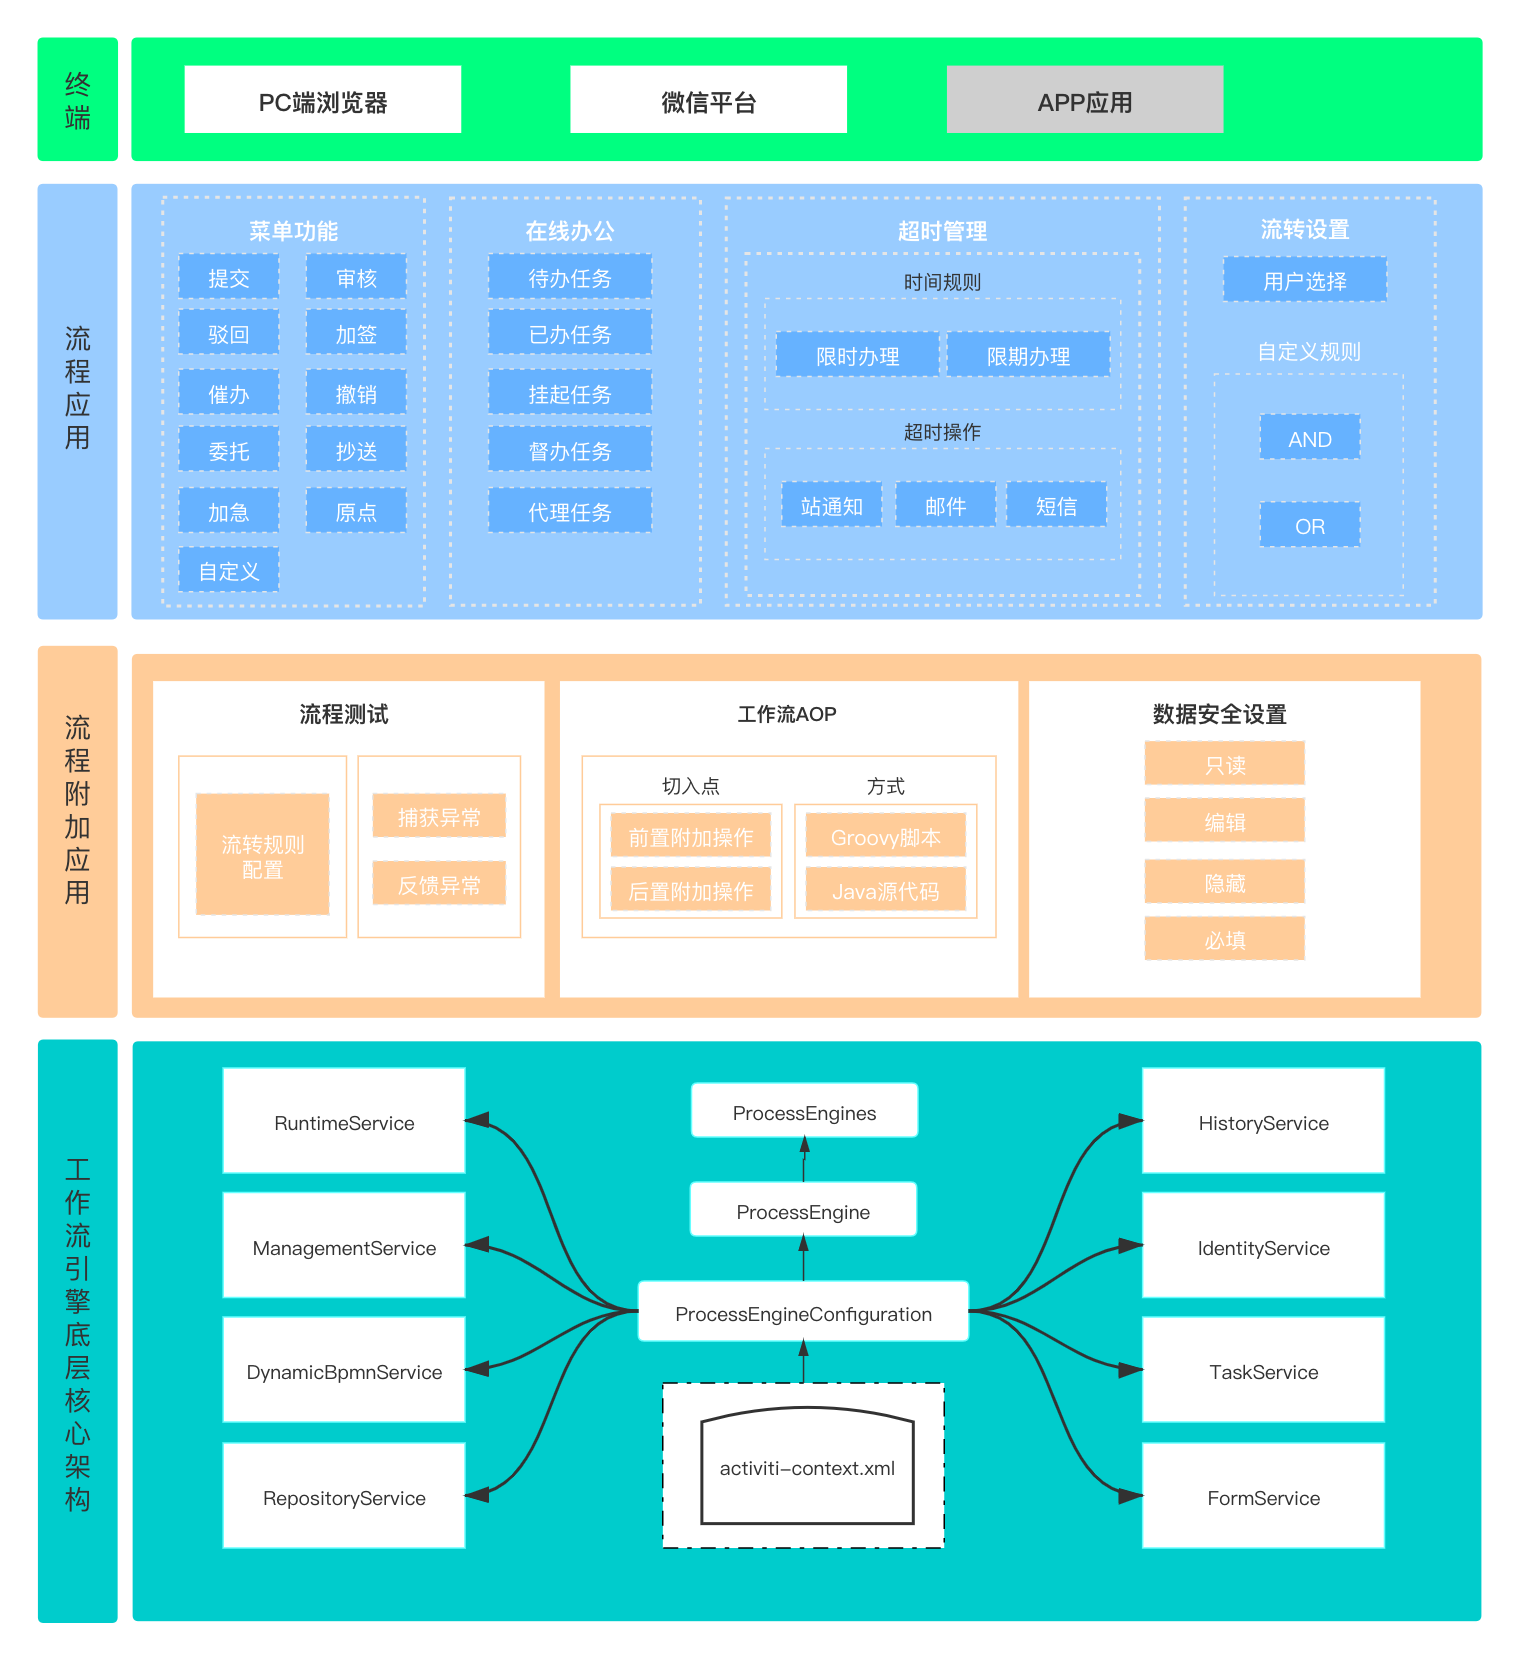 终端
PC端浏览器
微信平台
APP应用
流程应用
菜单功能
提交
审核
驳回
加签
催办
撤销
委托
抄送
加急
原点
自定义
在线办公
待办任务
已办任务
挂起任务
督办任务
代理任务
超时管理
时间规则
限时办理
限期办理
超时操作
站通知
邮件
短信
流转设置
用户选择
自定义规则
AND
OR
流程附加应用
流程测试
流转规则
配置
捕获异常
反馈异常
工作流AOP
切入点
前置附加操作
后置附加操作
方式
Groovy脚本
Java源代码
数据安全设置
只读
编辑
隐藏
必填
工作流引擎底层核心架构
RuntimeService
ManagementService
DynamicBpmnService
RepositoryService
ProcessEngines
ProcessEngine
ProcessEngineConfiguration
activiti-context.xml
HistoryService
IdentityService
TaskService
FormService